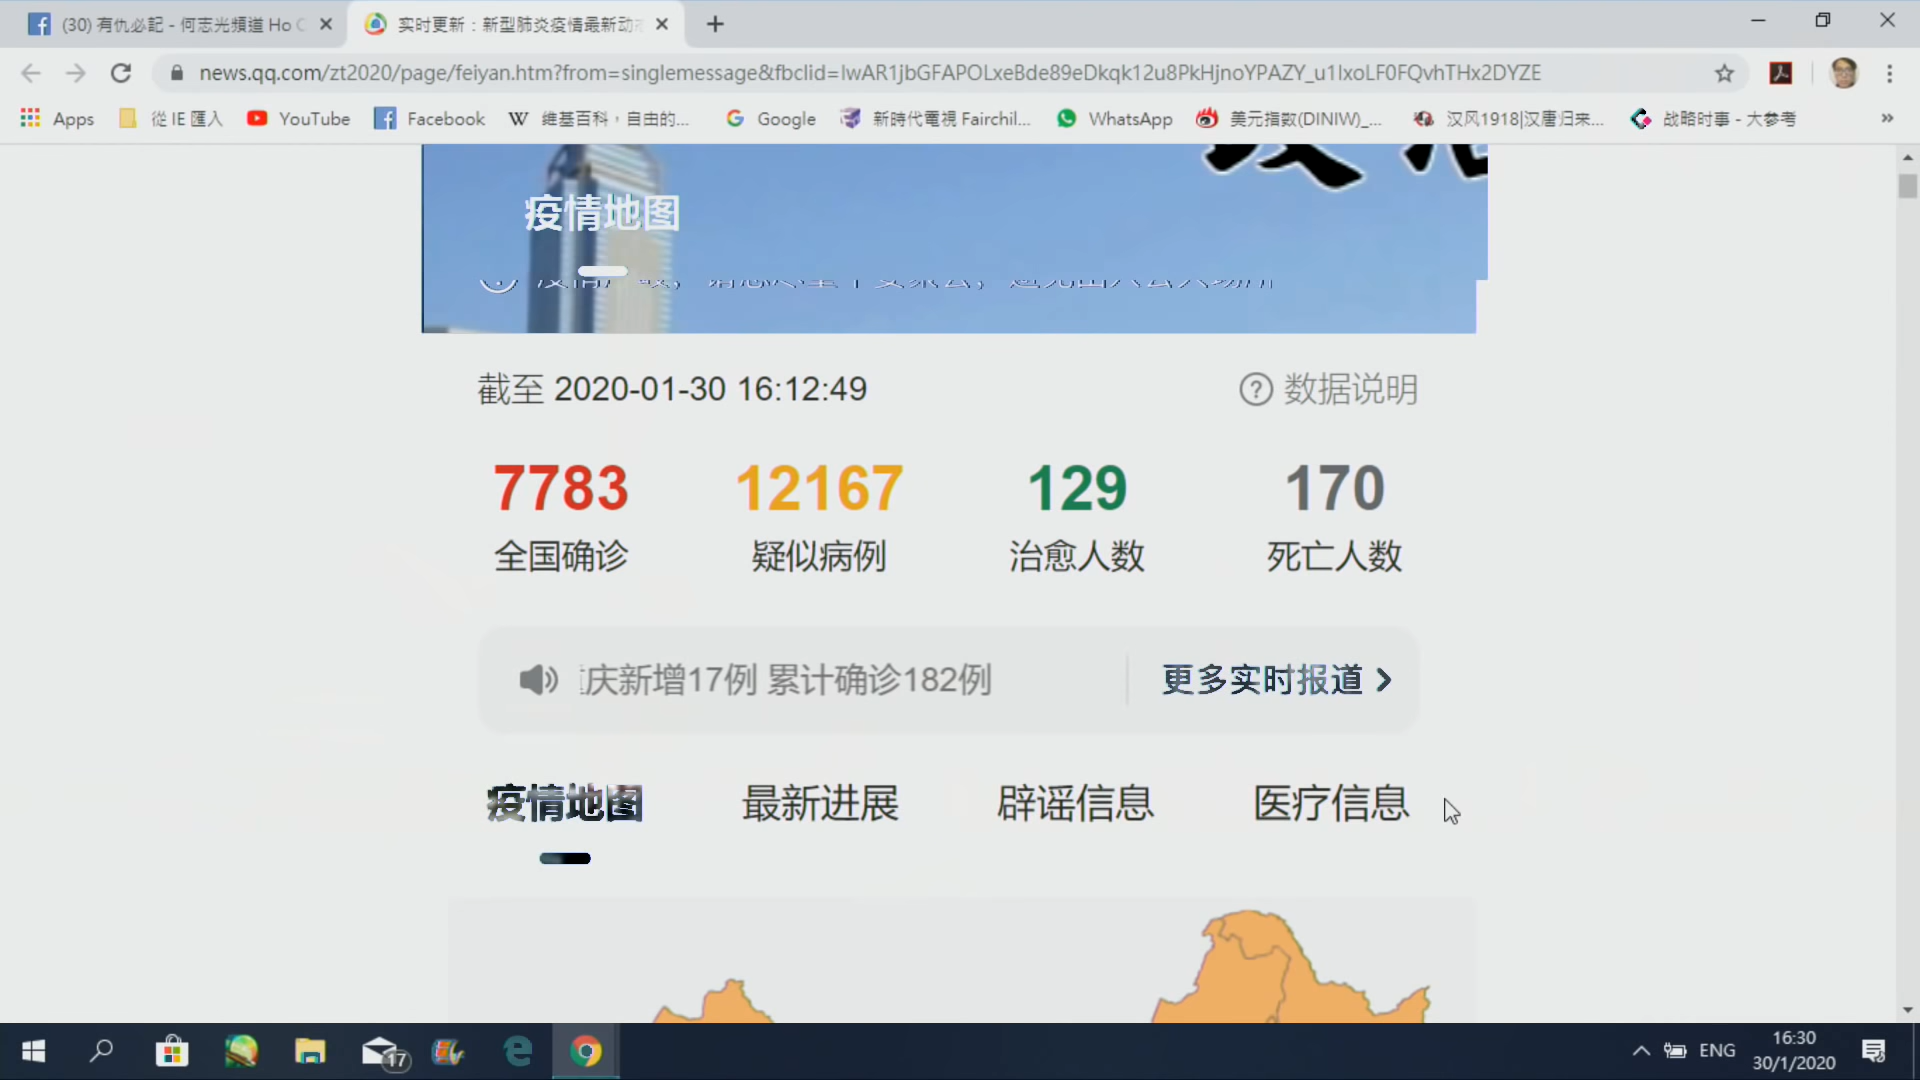 (30) 有仇必記 - 何志光頻道 Ho C
实时更新：新型肺炎疫情最新动
news.qq.com/zt2020/page/feiyan.htm?from=singlemessage&fbclid=IwAR1jbGFAPOLxeBde89eDkqk12u8PkHjnoYPAZY_u1IxoLF0FQvhTHx2DYZE
Apps 從 IE 匯入 YouTube Facebook 維基百科，自由的... Google 新時代電視 Fairchil... WhatsApp 美元指数(DINIW)_... 汉风1918|汉唐归来... 战略时事 - 大参考 »
疫情地图
截至 2020-01-30 16:12:49
数据说明
7783 12167 129 170
全国确诊 疑似病例 治愈人数 死亡人数
庆新增17例 累计确诊182例
更多实时报道
疫情地图 最新进展 辟谣信息 医疗信息
17
ENG
16:30
30/1/2020